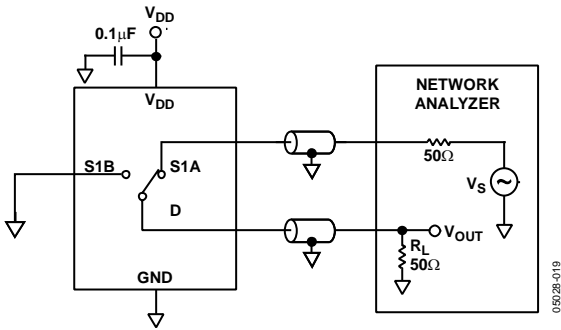 V_DD
0.1µF
V_DD
NETWORK
ANALYZER
S1B
S1A
50Ω
V_S
D
V_OUT
R_L
50Ω
GND
05028-019